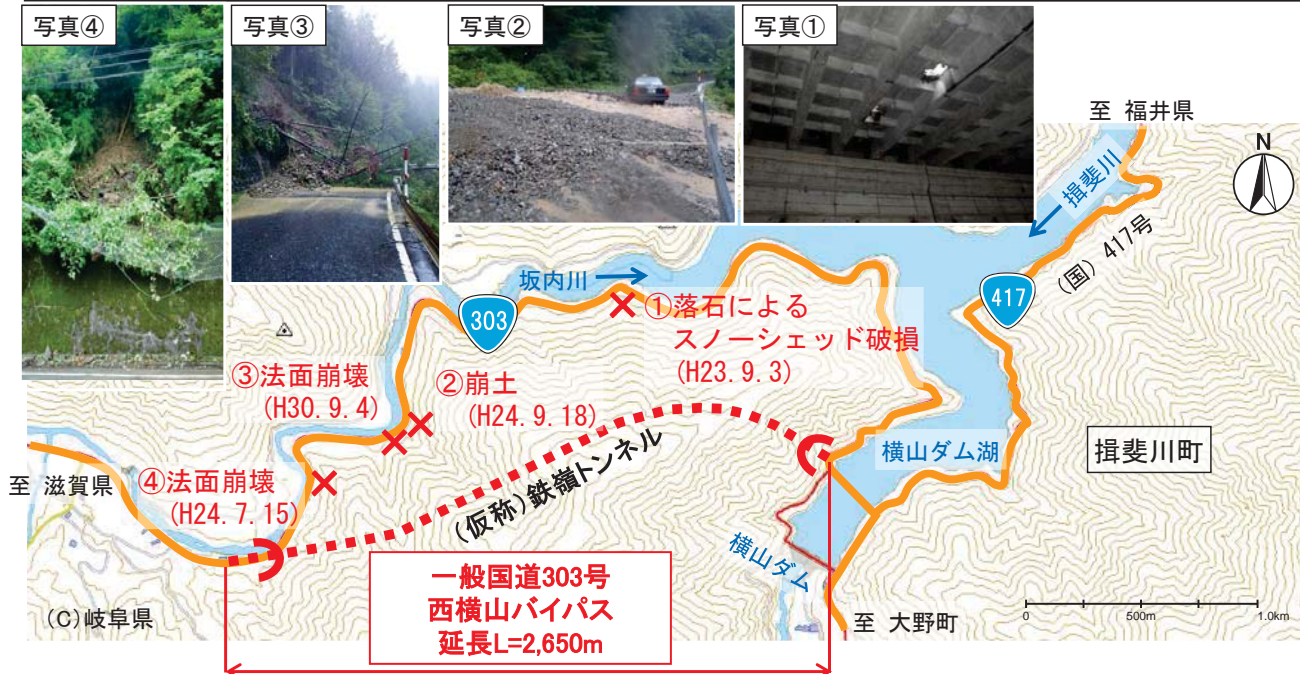 写真④
写真③
写真②
写真①
至 福井県
N
揖斐川
(国) 417号
417
坂内川
303
①落石による
スノーシェッド破損
(H23. 9. 3)
③法面崩壊
(H30. 9. 4)
②崩土
(H24. 9. 18)
(仮称)鉄嶺トンネル
横山ダム湖
揖斐川町
至 滋賀県
④法面崩壊
(H24. 7. 15)
横山ダム
一般国道303号
西横山バイパス
延長L=2,650m
(C)岐阜県
至 大野町
0
500m
1.0km